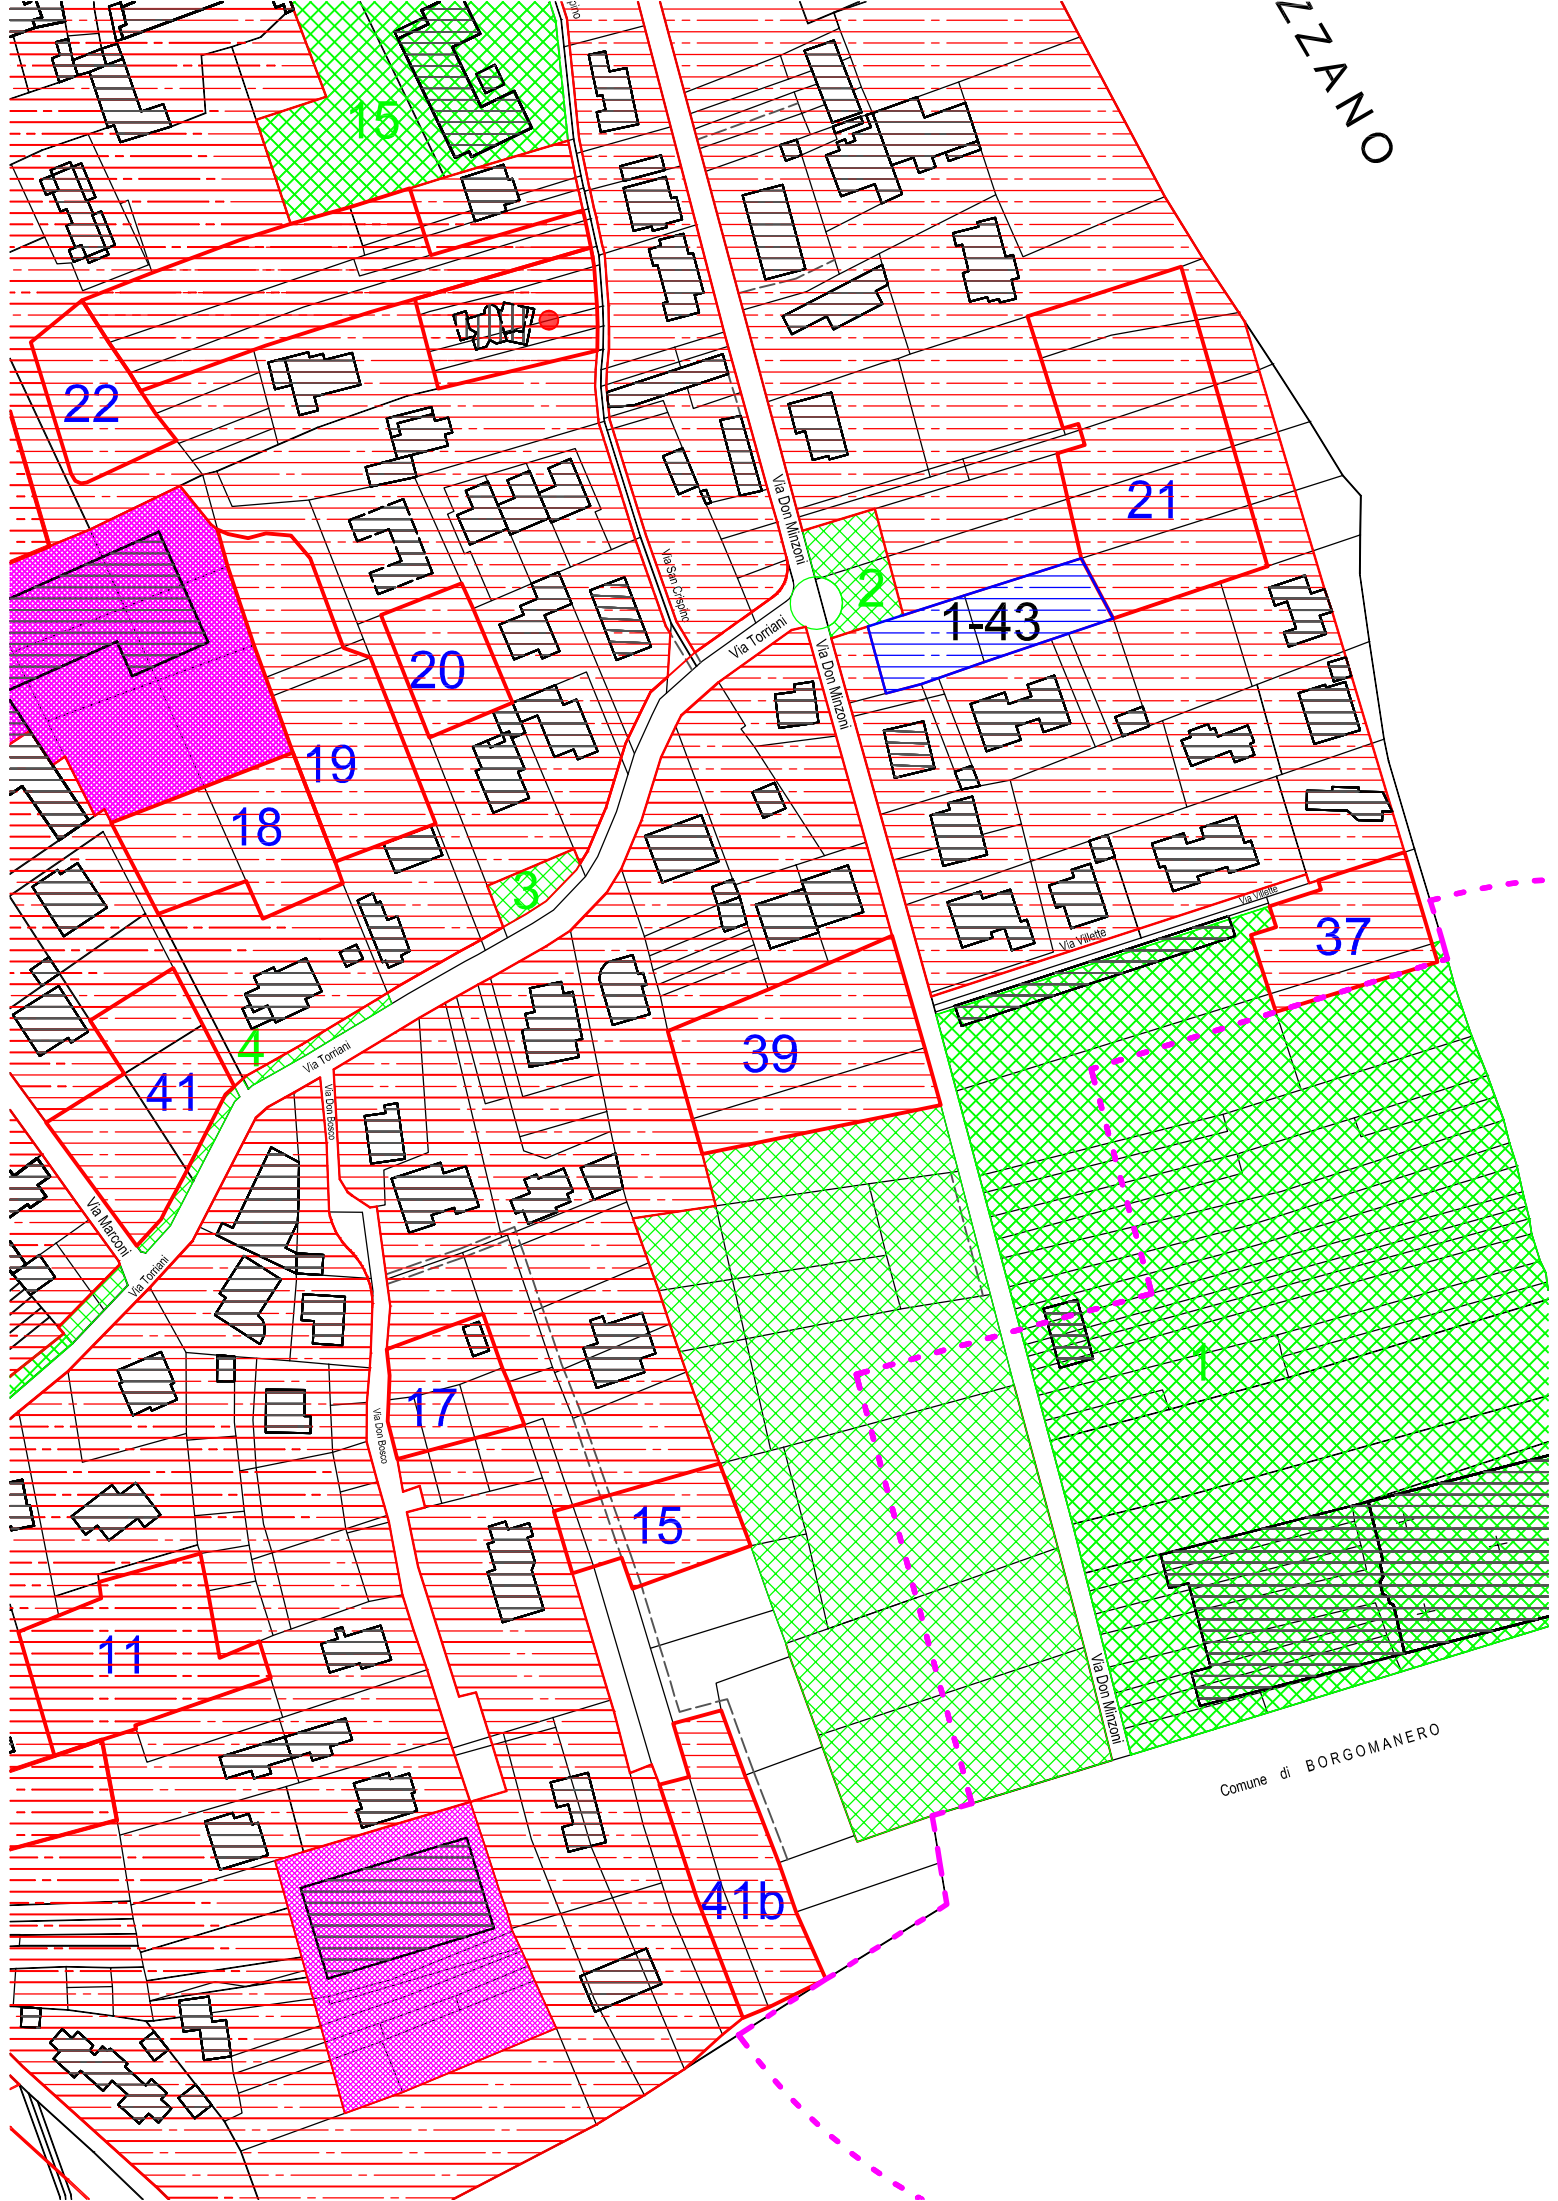 ZZANO
15
22
21
Via Don Minzoni
Via San Crispino
2
1-43
Via Torriani
Via Don Minzoni
20
19
18
3
Via Villette
Via Villette
37
4
39
Via Torriani
41
Via Don Bosco
Via Marconi
Via Torriani
1
17
Via Don Bosco
15
11
Via Don Minzoni
Comune di BORGOMANERO
41b